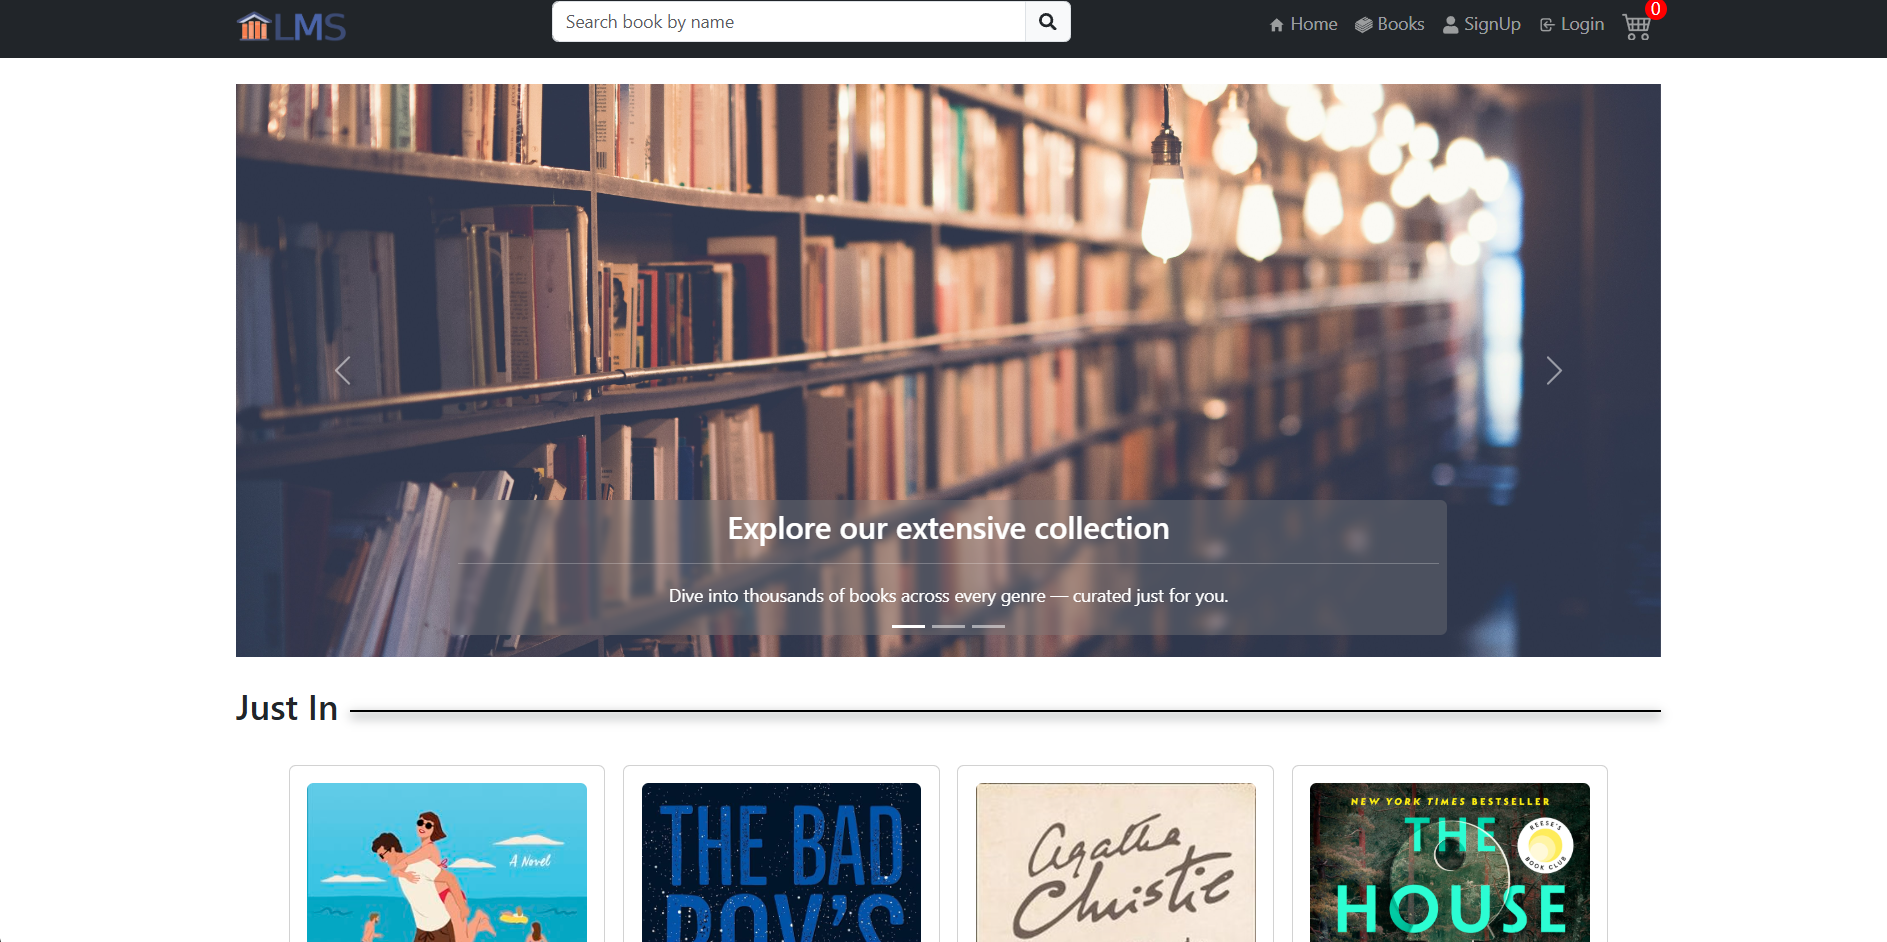 LMS
Search book by name
Home
Books
SignUp
Login
0
Explore our extensive collection
Dive into thousands of books across every genre — curated just for you.
Just In
A Novel
THE BAD
BOY'S
Agatha
Christie
NEW YORK TIMES BESTSELLER
THE
REESE'S
BOOK CLUB
HOUSE